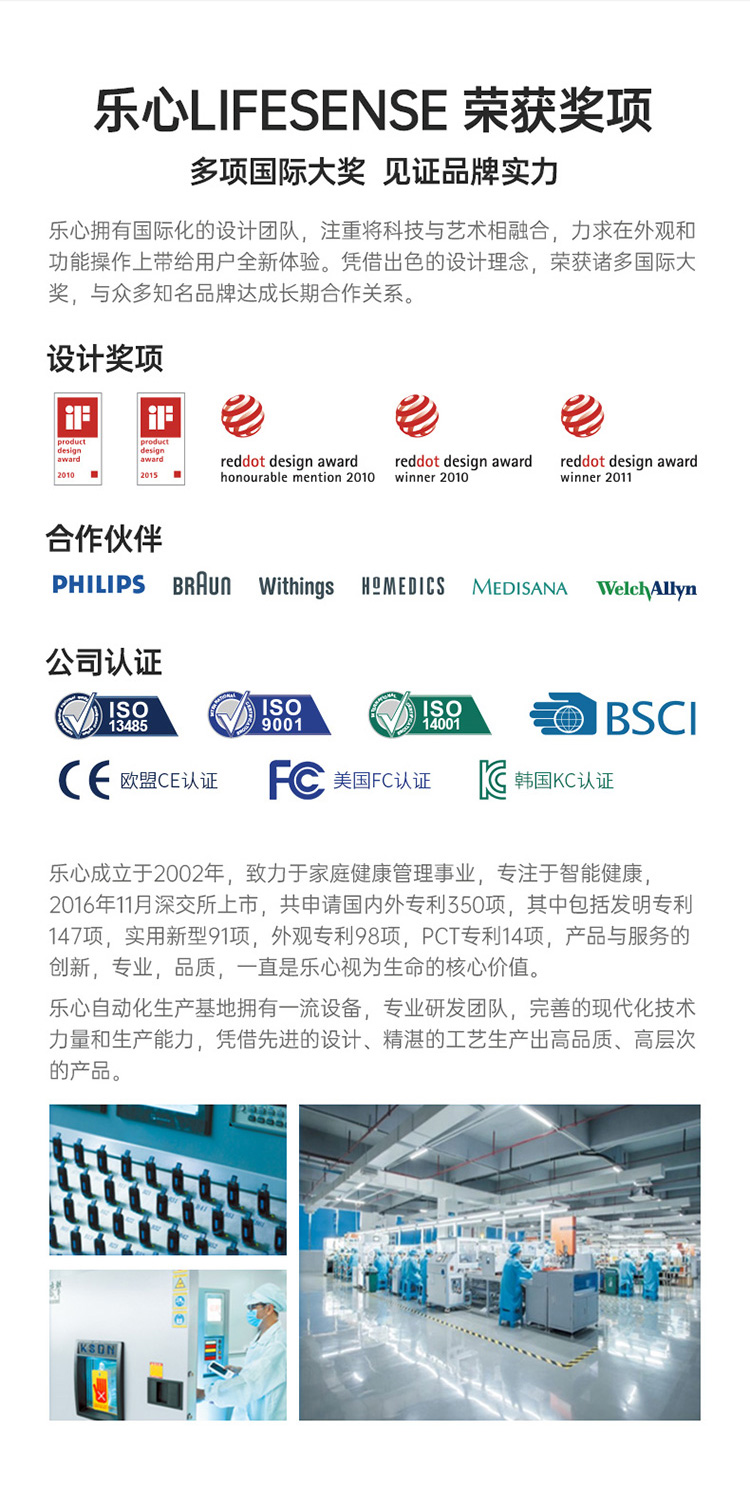 乐心LIFESENSE 荣获奖项
多项国际大奖 见证品牌实力
乐心拥有国际化的设计团队，注重将科技与艺术相融合，力求在外观和
功能操作上带给用户全新体验。凭借出色的设计理念，荣获诸多国际大
奖，与众多知名品牌达成长期合作关系。
设计奖项
iF
product
design
award
2010
iF
product
design
award
2015
reddot design award
honourable mention 2010
reddot design award
winner 2010
reddot design award
winner 2011
合作伙伴
PHILIPS BRAUN Withings HOMEDICS MEDISANA WelchAllyn
公司认证
ISO
13485
ISO
9001
ISO
14001
BSCI
CE 欧盟CE认证 FC 美国FC认证 KC 韩国KC认证
乐心成立于2002年，致力于家庭健康管理事业，专注于智能健康，
2016年11月深交所上市，共申请国内外专利350项，其中包括发明专利
147项，实用新型91项，外观专利98项，PCT专利14项，产品与服务的
创新，专业，品质，一直是乐心视为生命的核心价值。
乐心自动化生产基地拥有一流设备，专业研发团队，完善的现代化技术
力量和生产能力，凭借先进的设计、精湛的工艺生产出高品质、高层次
的产品。
KSON